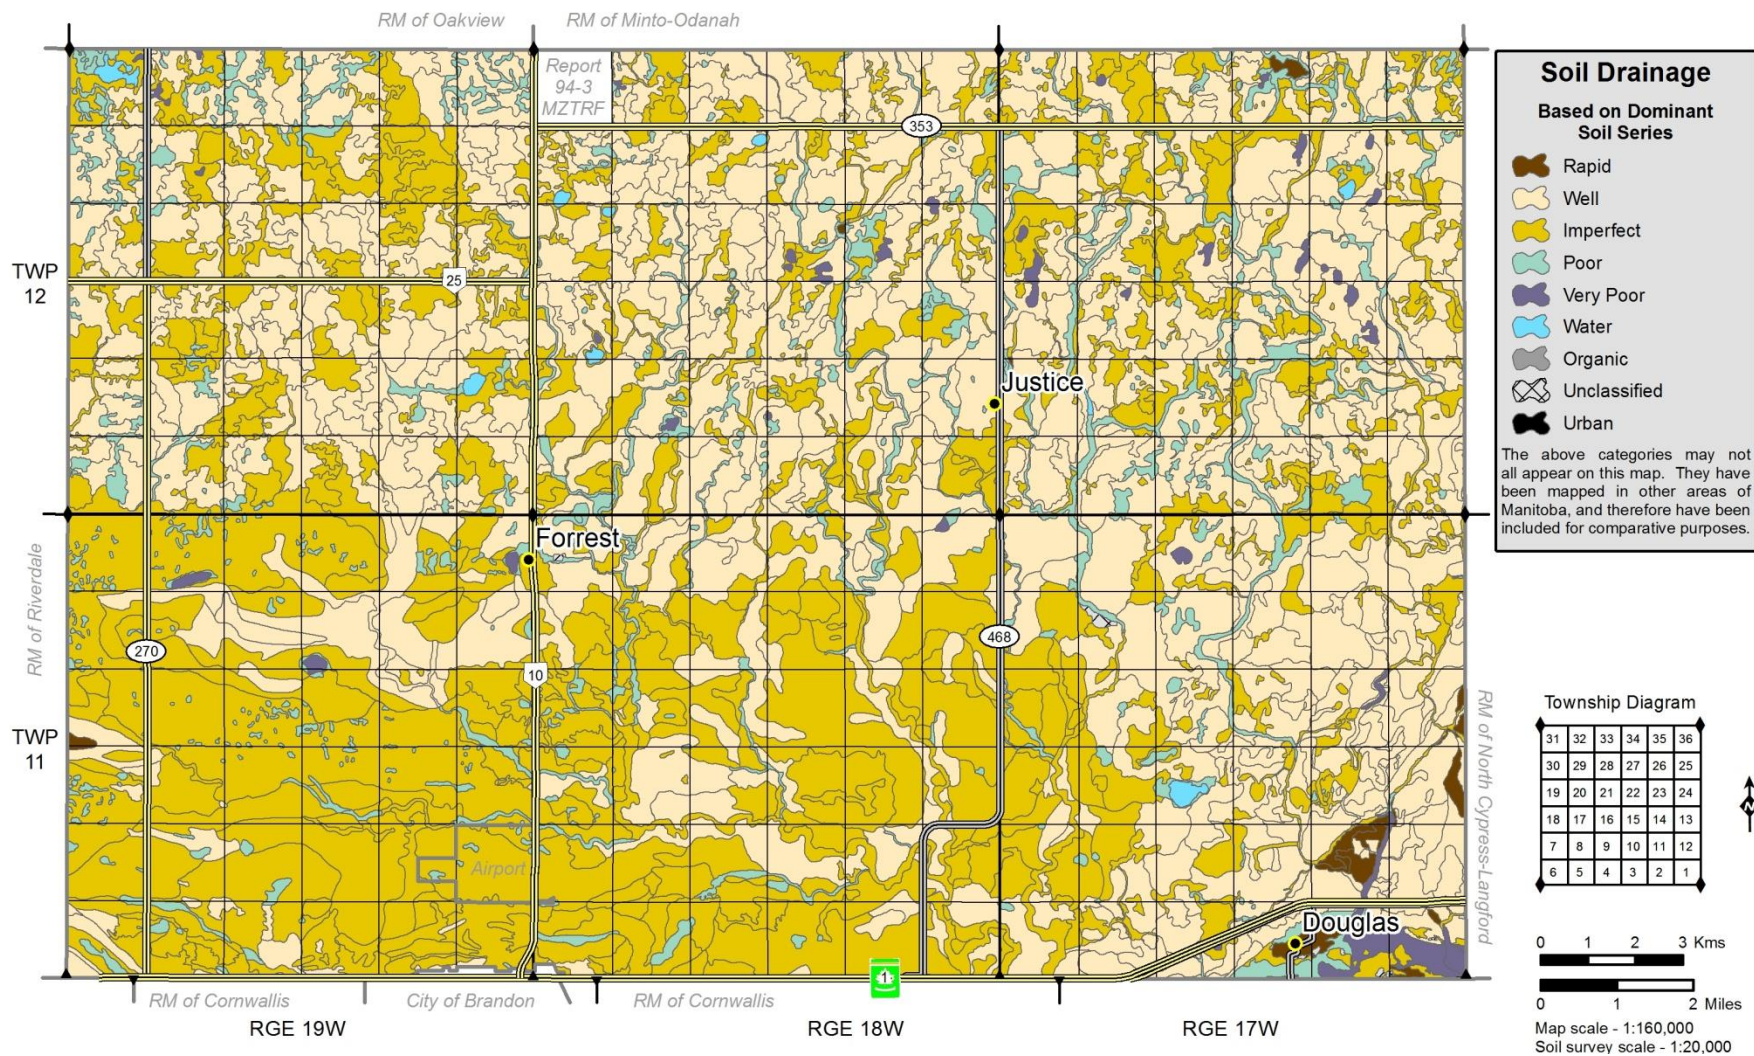 RM of Oakview
RM of Minto-Odanah
Report
94-3
MZTRF
353
TWP
12
25
Justice
Forrest
RM of Riverdale
270
468
10
TWP
11
RM of North Cypress-Langford
Airport
Douglas
1
RM of Cornwallis
City of Brandon
RM of Cornwallis
RGE 19W
RGE 18W
RGE 17W
Soil Drainage
Based on Dominant
Soil Series
Rapid
Well
Imperfect
Poor
Very Poor
Water
Organic
Unclassified
Urban
The above categories may not
all appear on this map. They have
been mapped in other areas of
Manitoba, and therefore have been
included for comparative purposes.
Township Diagram
31 32 33 34 35 36
30 29 28 27 26 25
19 20 21 22 23 24
18 17 16 15 14 13
7 8 9 10 11 12
6 5 4 3 2 1
N
0 1 2 3 Kms
0 1 2 Miles
Map scale - 1:160,000
Soil survey scale - 1:20,000